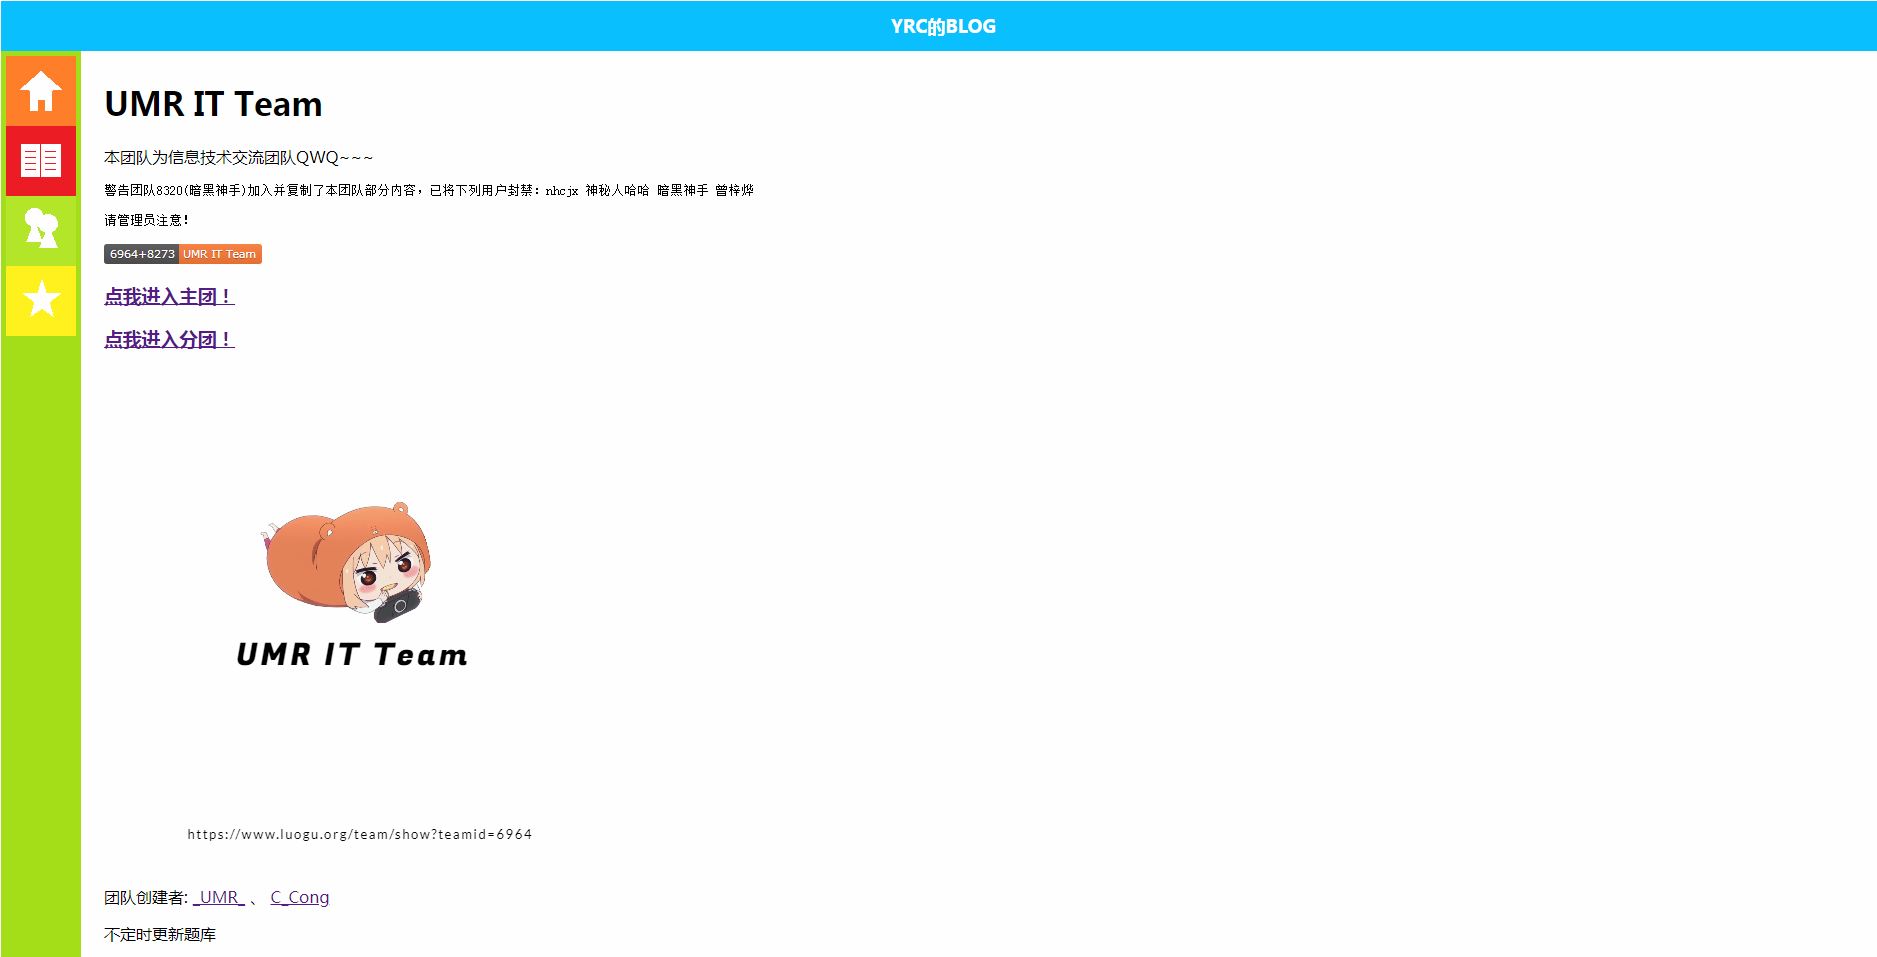 YRC的BLOG
UMR IT Team
本团队为信息技术交流团队QWQ~~~
警告团队8320(暗黑神手)加入并复制了本团队部分内容，已将下列用户封禁：nhcjx 神秘人哈哈 暗黑神手 曾梓烨
请管理员注意！
6964+8273 UMR IT Team
点我进入主团！
点我进入分团！
UMR IT Team
https://www.luogu.org/team/show?teamid=6964
团队创建者: _UMR_ 、 C_Cong
不定时更新题库